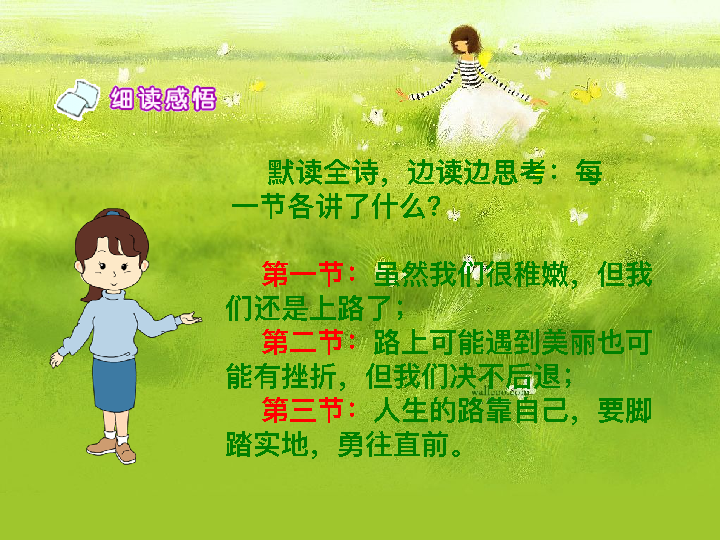 细读感悟
默读全诗，边读边思考：每
一节各讲了什么？
第一节：虽然我们很稚嫩，但我
们还是上路了；
第二节：路上可能遇到美丽也可
能有挫折，但我们决不后退；
第三节：人生的路靠自己，要脚
踏实地，勇往直前。